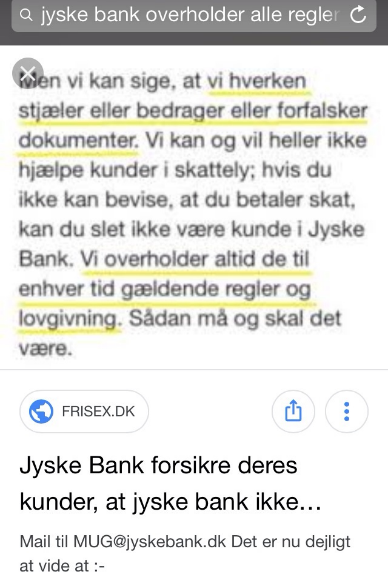 jyske bank overholder alle regler
Men vi kan sige, at vi hverken
stjæler eller bedrager eller forfalsker
dokumenter. Vi kan og vil heller ikke
hjælpe kunder i skattely; hvis du
ikke kan bevise, at du betaler skat,
kan du slet ikke være kunde i Jyske
Bank. Vi overholder altid de til
enhver tid gældende regler og
lovgivning. Sådan må og skal det
være.
FRISEX.DK
Jyske Bank forsikre deres
kunder, at jyske bank ikke...
Mail til MUG@jyskebank.dk Det er nu dejligt
at vide at :-